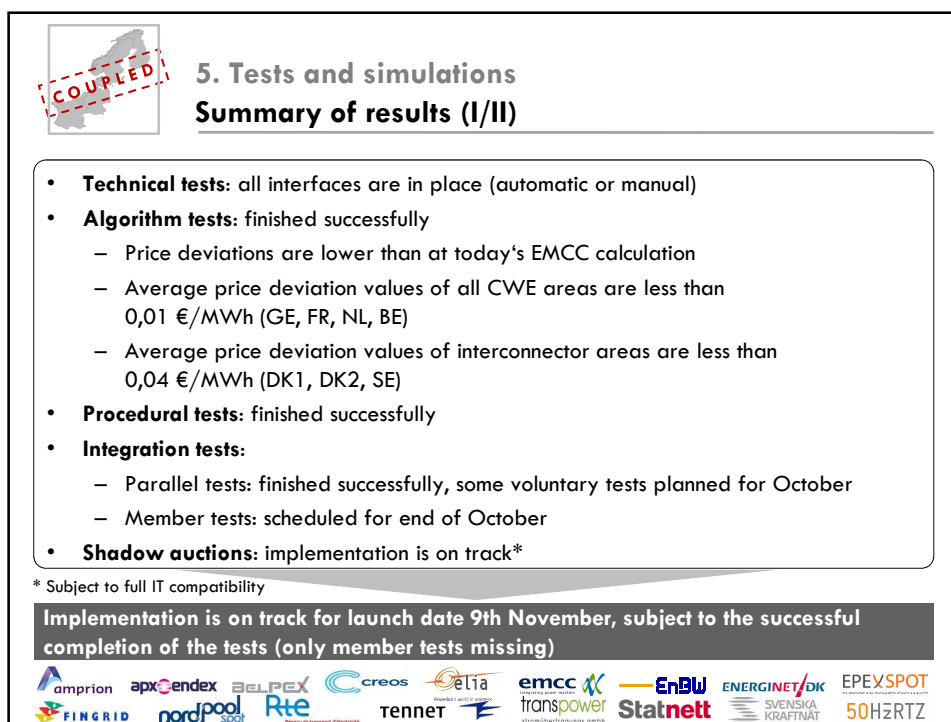 COUPLED
5. Tests and simulations
Summary of results (I/II)
• Technical tests: all interfaces are in place (automatic or manual)
• Algorithm tests: finished successfully
– Price deviations are lower than at today‘s EMCC calculation
– Average price deviation values of all CWE areas are less than
0,01 €/MWh (GE, FR, NL, BE)
– Average price deviation values of interconnector areas are less than
0,04 €/MWh (DK1, DK2, SE)
• Procedural tests: finished successfully
• Integration tests:
– Parallel tests: finished successfully, some voluntary tests planned for October
– Member tests: scheduled for end of October
• Shadow auctions: implementation is on track*
* Subject to full IT compatibility
Implementation is on track for launch date 9th November, subject to the successful
completion of the tests (only member tests missing)
amprion apx endex BELPEX creos elia emcc EnBW ENERGINET/DK EPEXSPOT
integrating power markets
FINGRID nord pool spot Rte TENNET transpower Statnett SVENSKA KRAFTNÄT 50HERTZ